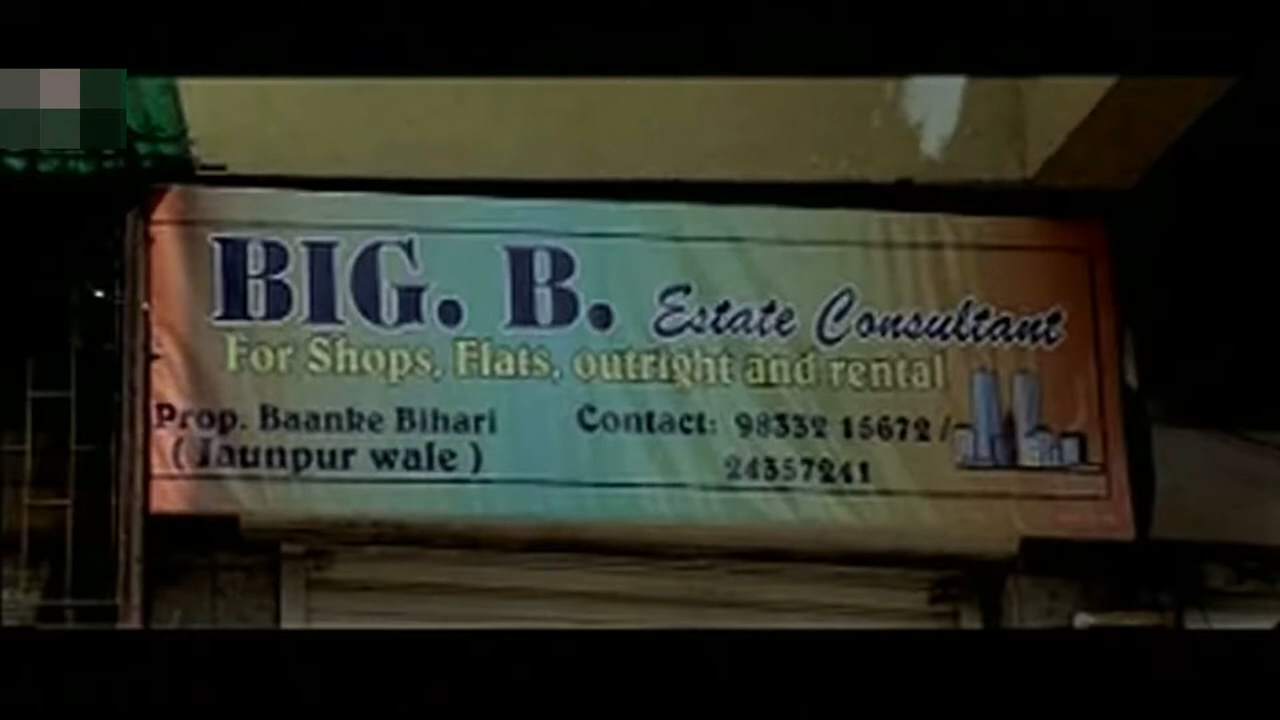 BIG. B. Estate Consultant
For Shops, Flats, outright and rental
Prop. Baanke Bihari Contact: 98332 15672 /
( Jaunpur wale ) 24357241